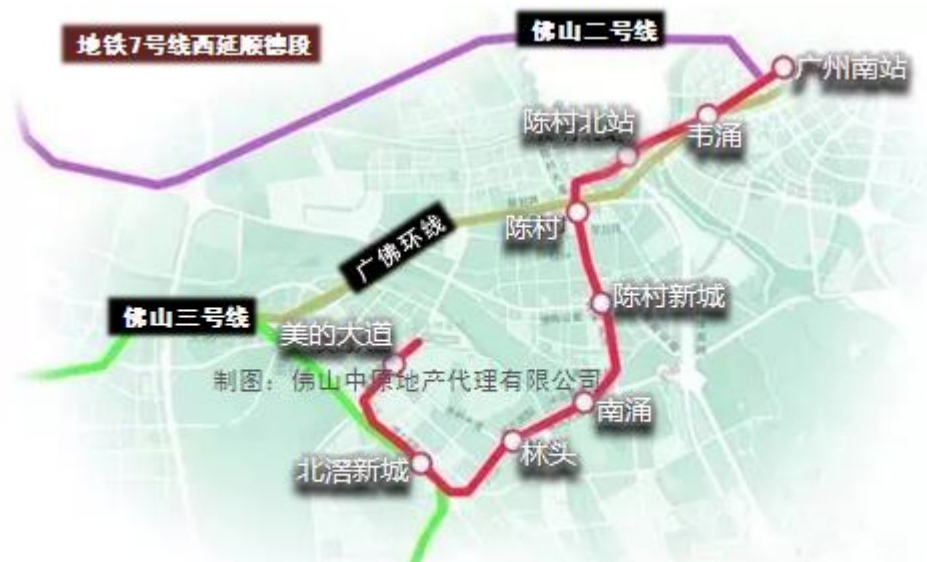 地铁7号线西延顺德段
佛山二号线
广州南站
陈村北站
韦涌
陈村
广佛环线
陈村新城
佛山三号线
美的大道
制图：佛山中原地产代理有限公司
南涌
林头
北滘新城